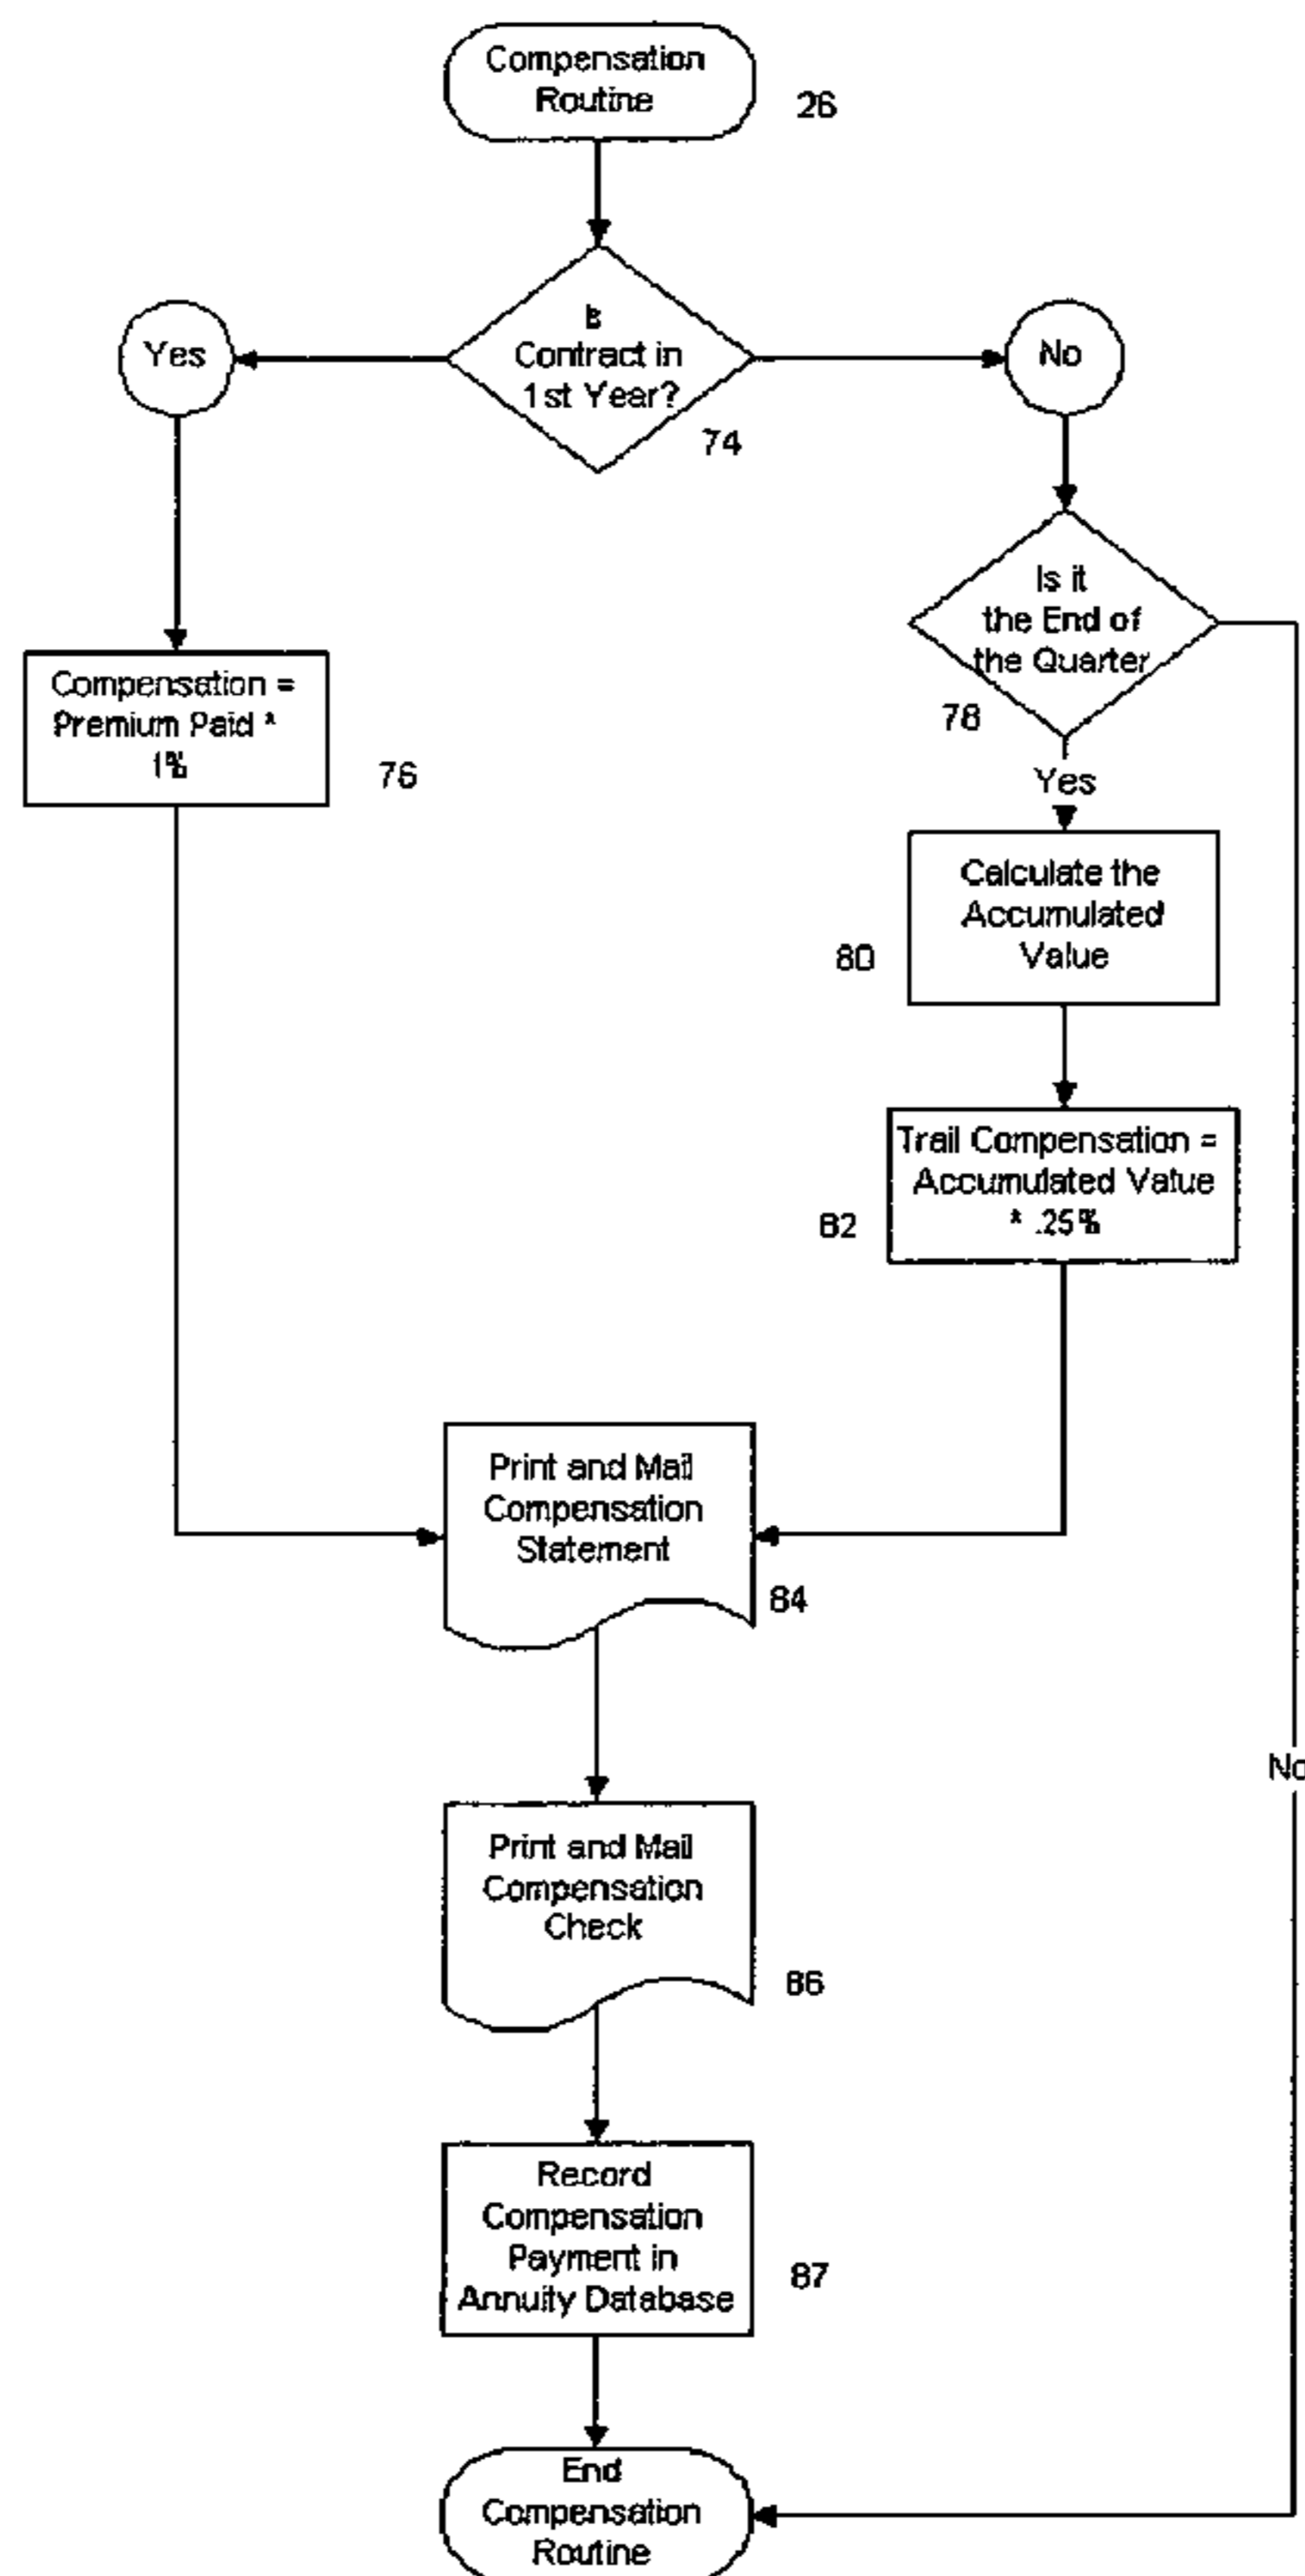 Compensation
Routine
26
Is
Contract in
1st Year?
74
Yes
No
Compensation =
Premium Paid *
1%
76
Is it
the End of
the Quarter
78
Yes
Calculate the
Accumulated
Value
80
Trail Compensation =
Accumulated Value
* .25%
82
Print and Mail
Compensation
Statement
84
No
Print and Mail
Compensation
Check
86
Record
Compensation
Payment in
Annuity Database
87
End
Compensation
Routine